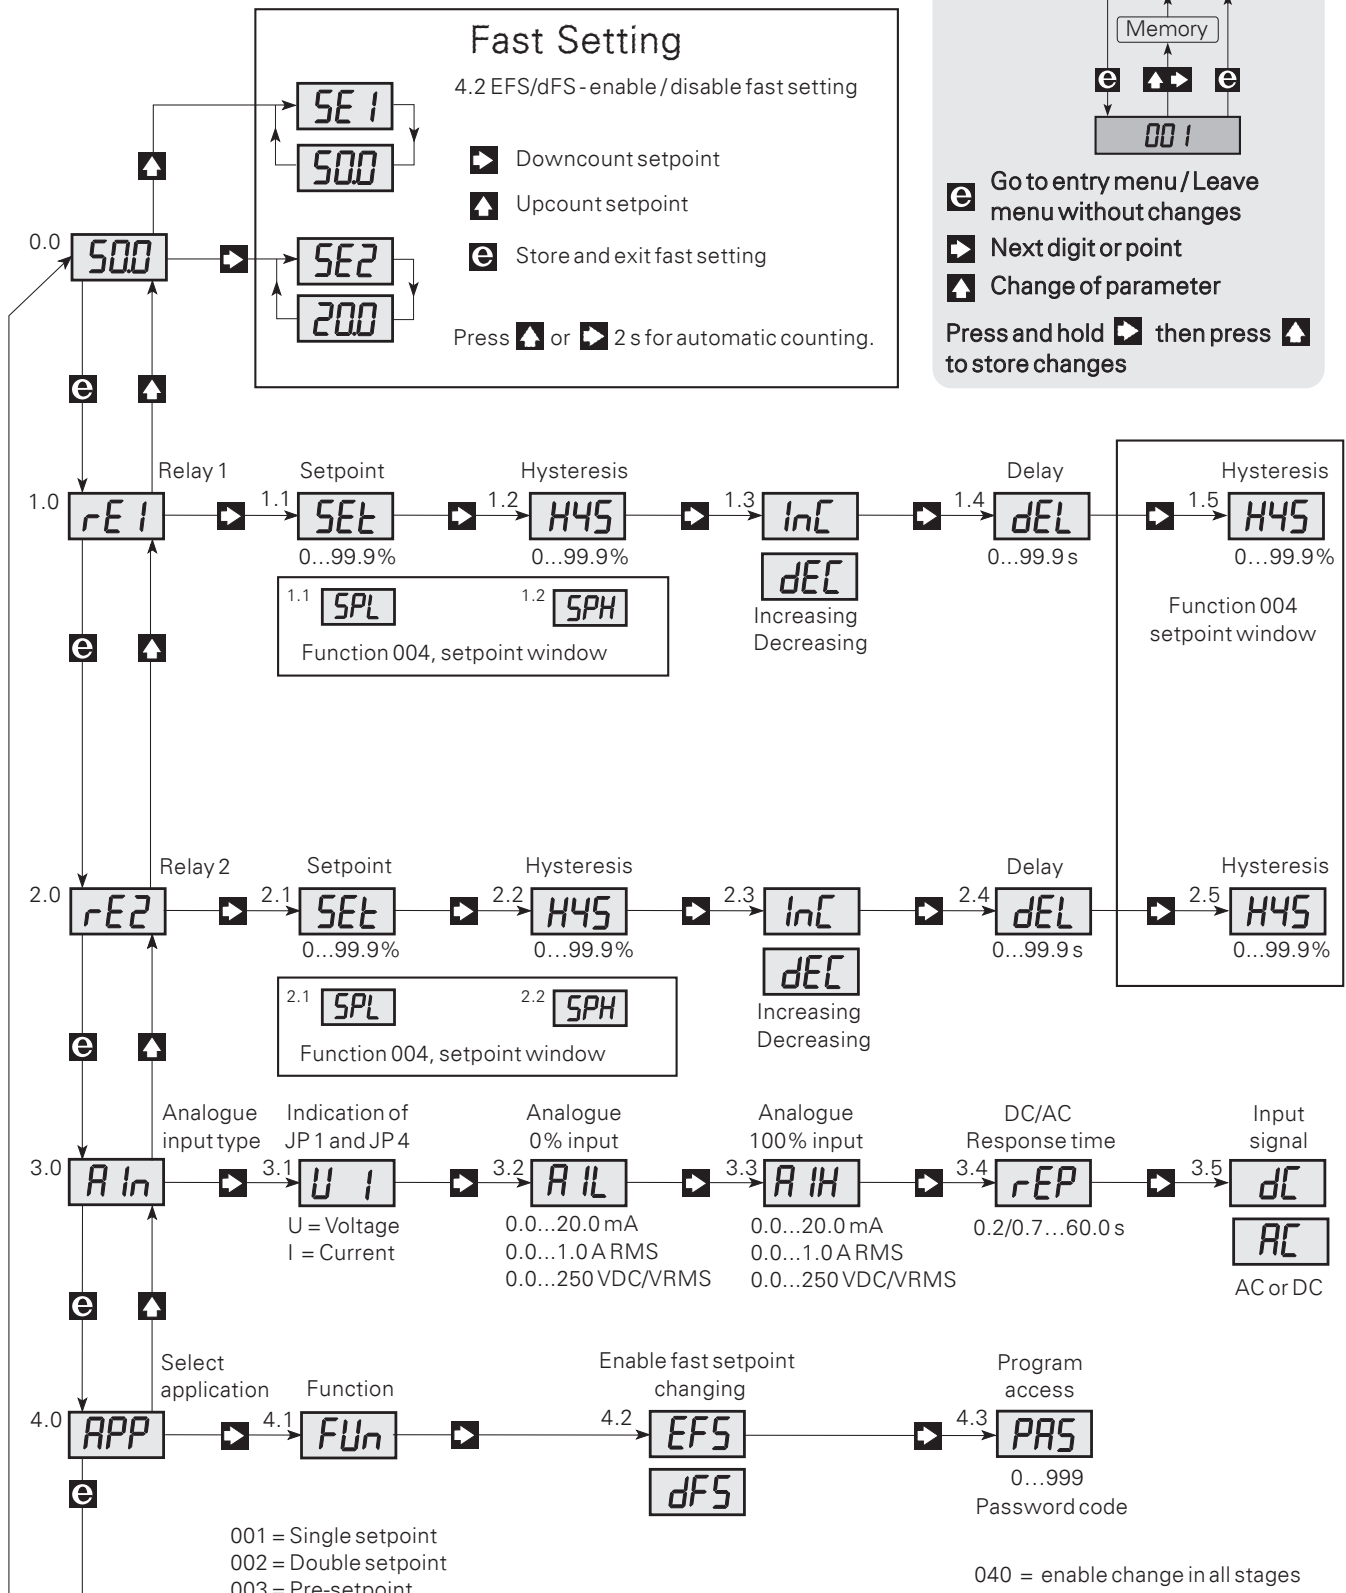 Fast Setting
4.2 EFS/dFS - enable / disable fast setting
SE1
50.0
Downcount setpoint
Upcount setpoint
e Store and exit fast setting
SE2
20.0
Press or 2 s for automatic counting.
0.0 50.0
Memory
e e
001
e Go to entry menu / Leave
menu without changes
Next digit or point
Change of parameter
Press and hold then press
to store changes
e
Relay 1 Setpoint Hysteresis Delay Hysteresis
1.0 rE1 1.1 SEt 1.2 HYS 1.3 InC 1.4 dEL 1.5 HYS
0...99.9% 0...99.9% dEC 0...99.9 s 0...99.9%
1.1 SPL 1.2 SPH
Function 004, setpoint window
Increasing
Decreasing
Function 004
setpoint window
e
Relay 2 Setpoint Hysteresis Delay Hysteresis
2.0 rE2 2.1 SEt 2.2 HYS 2.3 InC 2.4 dEL 2.5 HYS
0...99.9% 0...99.9% dEC 0...99.9 s 0...99.9%
2.1 SPL 2.2 SPH
Function 004, setpoint window
Increasing
Decreasing
e
Analogue Indication of Analogue Analogue DC/AC Input
input type JP 1 and JP 4 0% input 100% input Response time signal
3.0 AIn 3.1 U I 3.2 AIL 3.3 AIH 3.4 rEP 3.5 dC
U = Voltage 0.0...20.0 mA 0.0...20.0 mA 0.2/0.7...60.0 s AC
I = Current 0.0...1.0 A RMS 0.0...1.0 A RMS
0.0...250 VDC/VRMS 0.0...250 VDC/VRMS AC or DC
e
Select Enable fast setpoint Program
application Function changing access
4.0 APP 4.1 FUn 4.2 EFS 4.3 PAS
dFS 0...999
Password code
e
001 = Single setpoint
002 = Double setpoint
003 = Pre-setpoint
040 = enable change in all stages